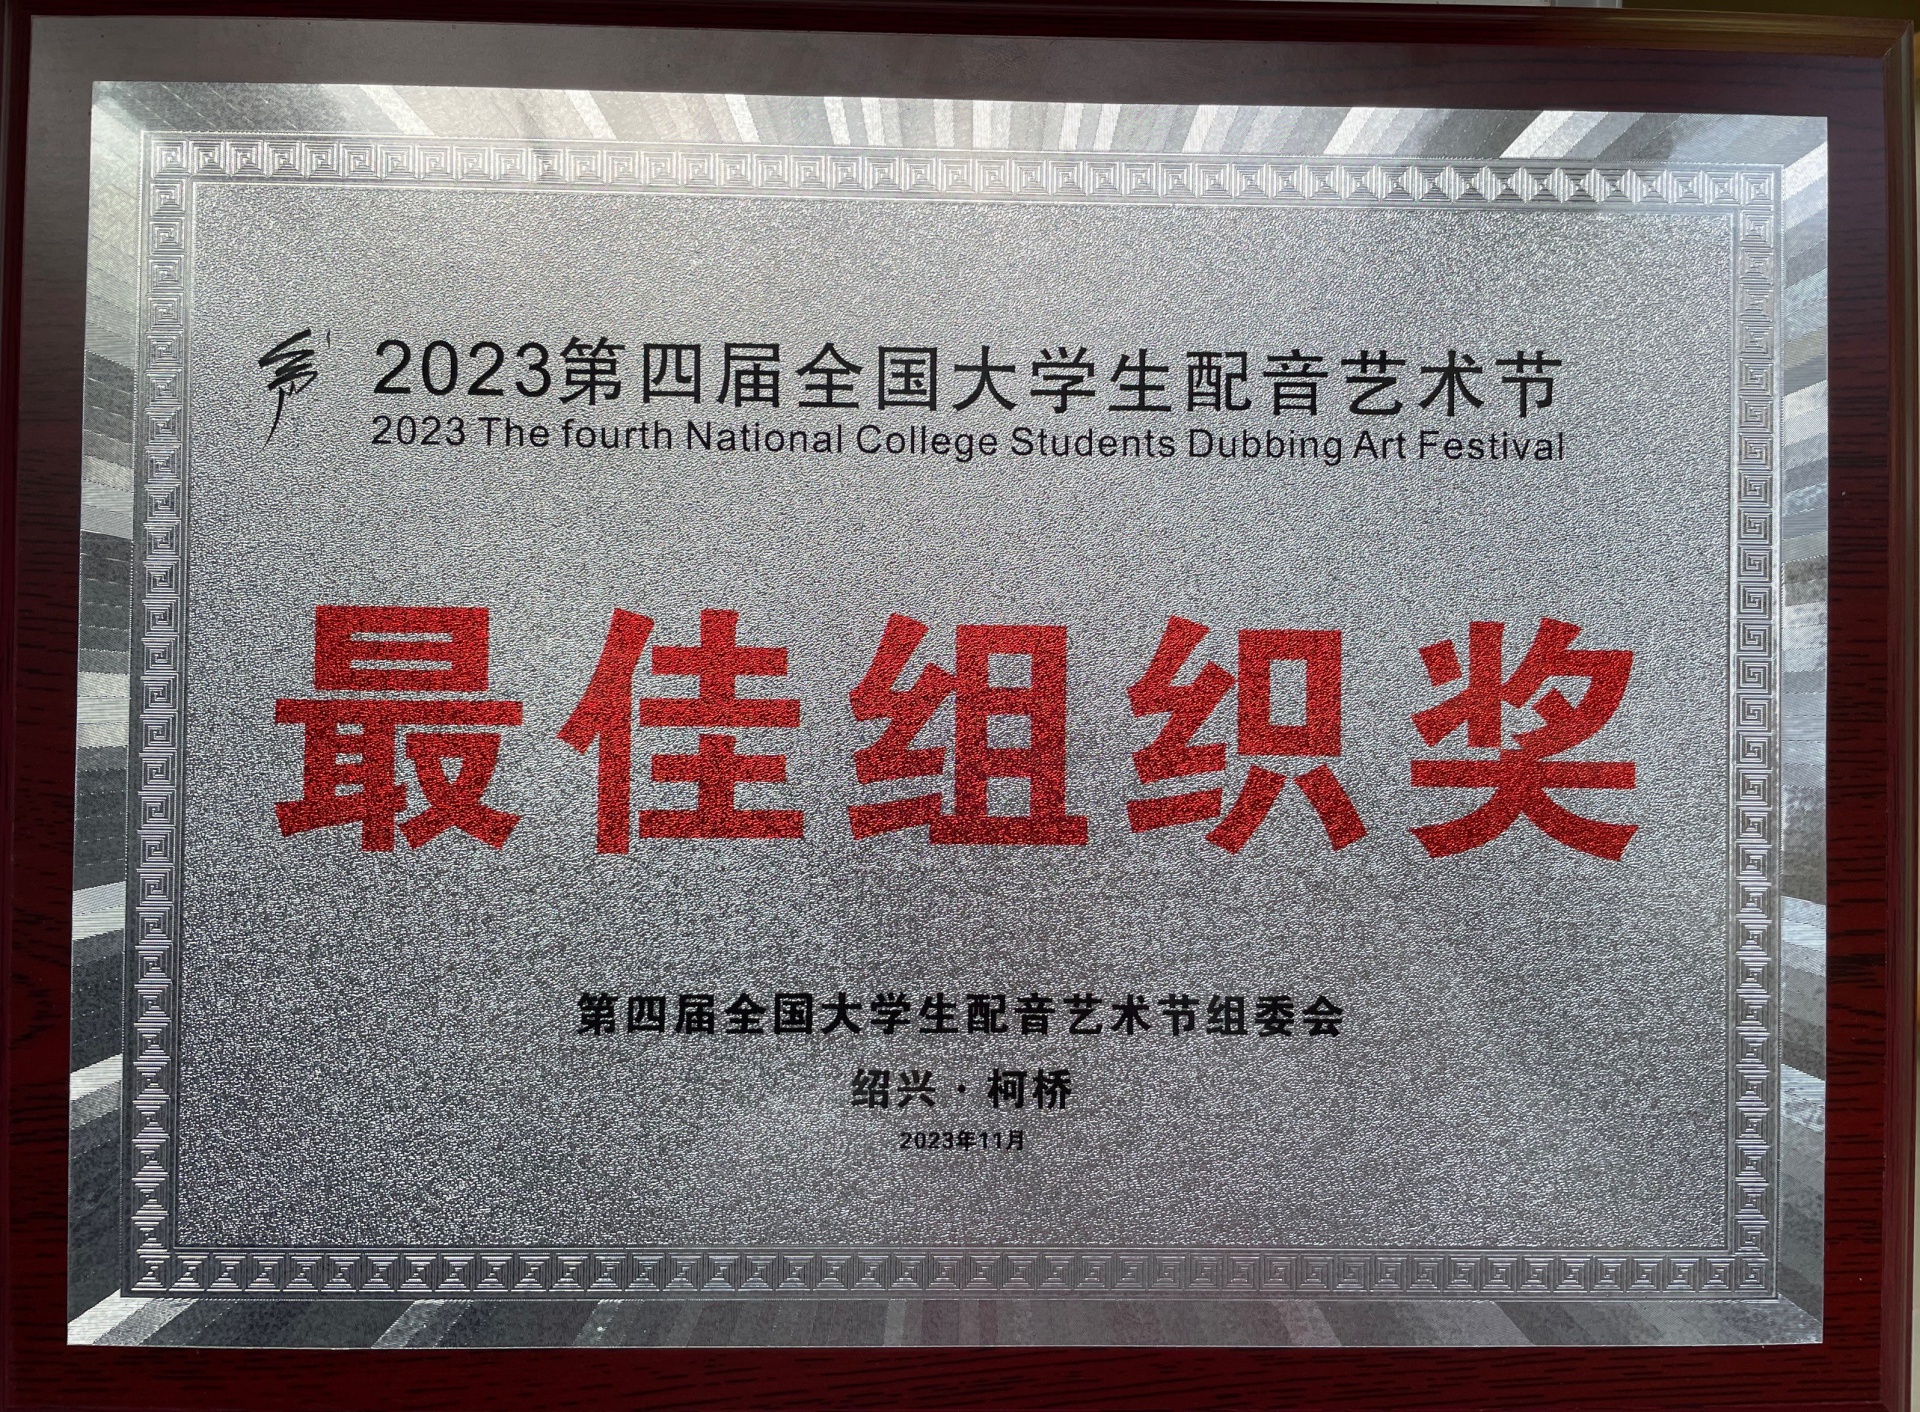 2023第四届全国大学生配音艺术节
2023 The fourth National College Students Dubbing Art Festival
最佳组织奖
第四届全国大学生配音艺术节组委会
绍兴·柯桥
2023年11月